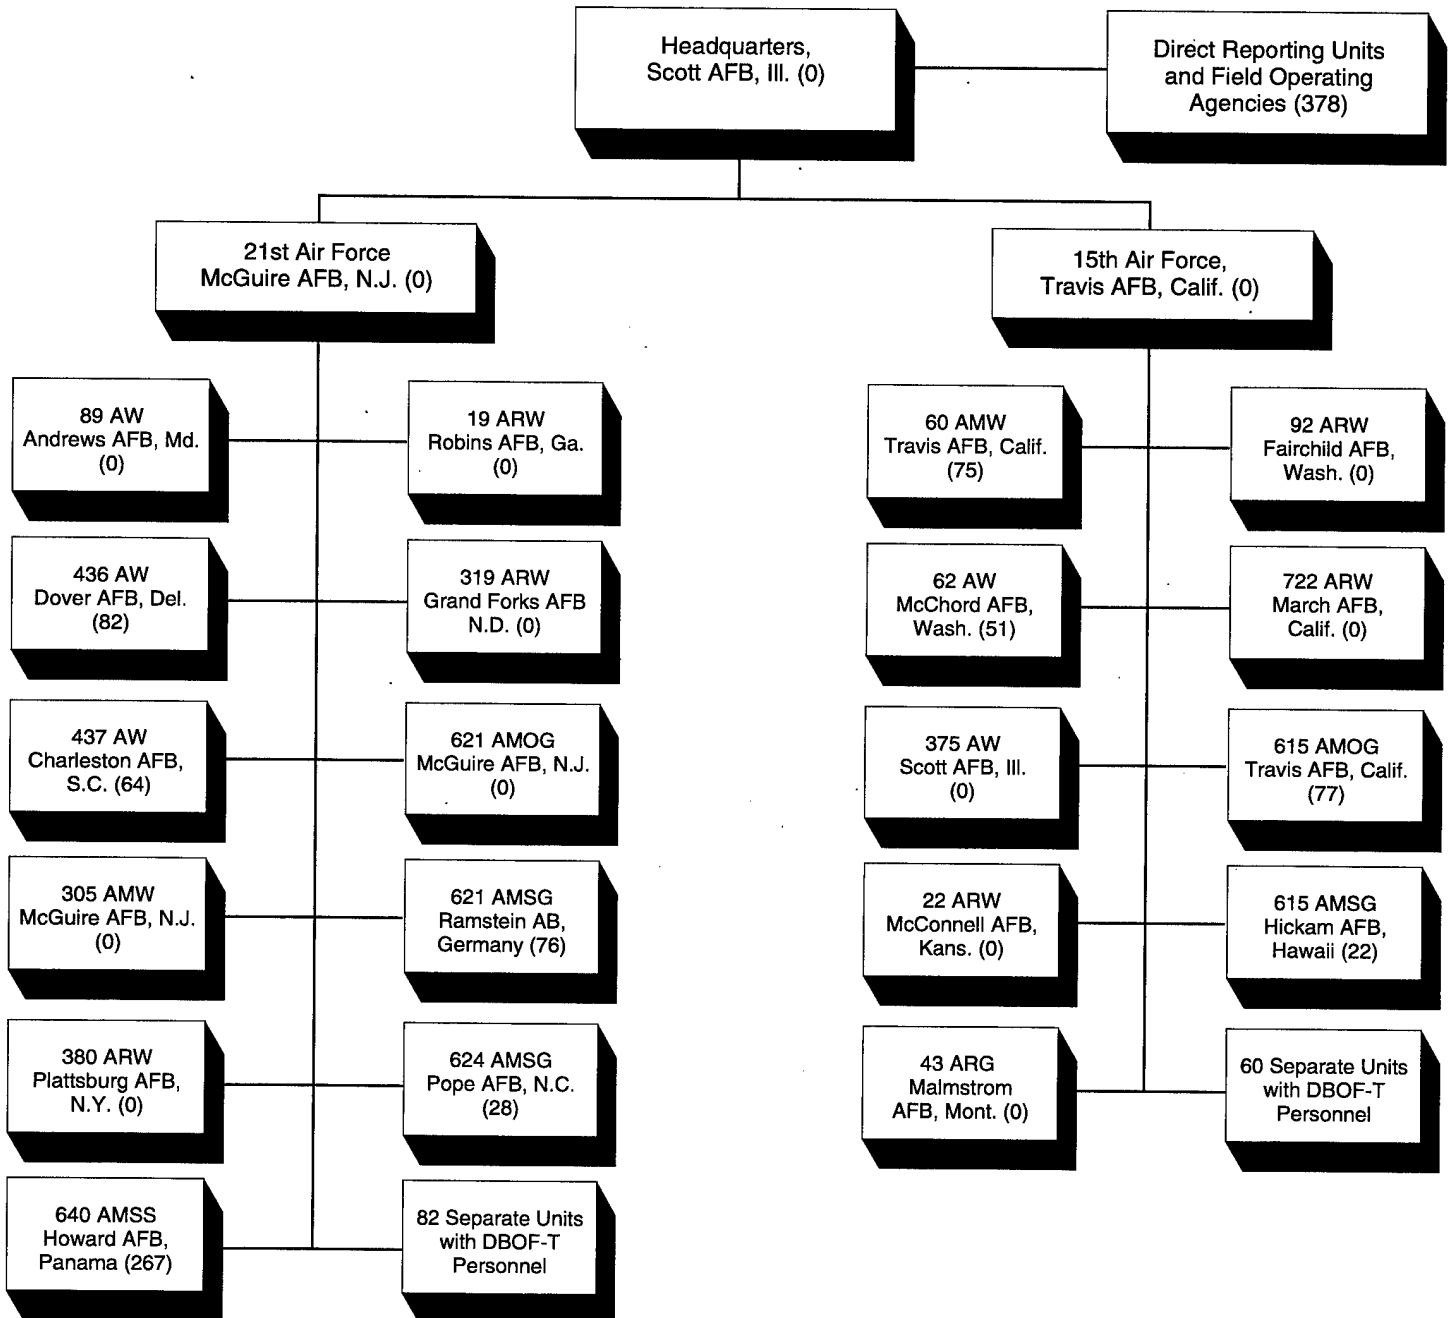 Headquarters,
Scott AFB, Ill. (0)
Direct Reporting Units
and Field Operating
Agencies (378)
21st Air Force
McGuire AFB, N.J. (0)
15th Air Force,
Travis AFB, Calif. (0)
89 AW
Andrews AFB, Md.
(0)
19 ARW
Robins AFB, Ga.
(0)
436 AW
Dover AFB, Del.
(82)
319 ARW
Grand Forks AFB
N.D. (0)
437 AW
Charleston AFB,
S.C. (64)
621 AMOG
McGuire AFB, N.J.
(0)
305 AMW
McGuire AFB, N.J.
(0)
621 AMSG
Ramstein AB,
Germany (76)
380 ARW
Plattsburg AFB,
N.Y. (0)
624 AMSG
Pope AFB, N.C.
(28)
640 AMSS
Howard AFB,
Panama (267)
82 Separate Units
with DBOF-T
Personnel
60 AMW
Travis AFB, Calif.
(75)
92 ARW
Fairchild AFB,
Wash. (0)
62 AW
McChord AFB,
Wash. (51)
722 ARW
March AFB,
Calif. (0)
375 AW
Scott AFB, Ill.
(0)
615 AMOG
Travis AFB, Calif.
(77)
22 ARW
McConnell AFB,
Kans. (0)
615 AMSG
Hickam AFB,
Hawaii (22)
43 ARG
Malmstrom
AFB, Mont. (0)
60 Separate Units
with DBOF-T
Personnel